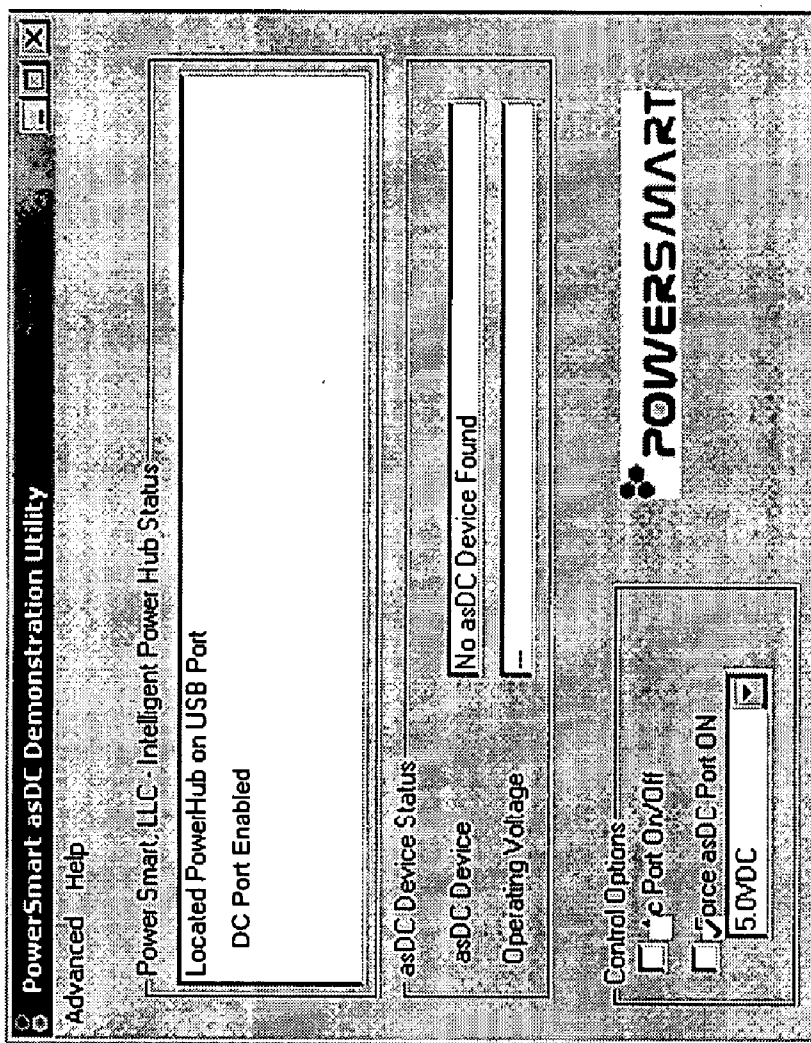 PowerSmart asDC Demonstration Utility
Advanced Help
Power Smart, LLC - Intelligent Power Hub Status
Located PowerHub on USB Port
DC Port Enabled
asDC Device Status
asDC Device
No asDC Device Found
Operating Voltage
---
Control Options
Ac Port On/Off
Force asDC Port ON
5.0VDC
POWERSMART